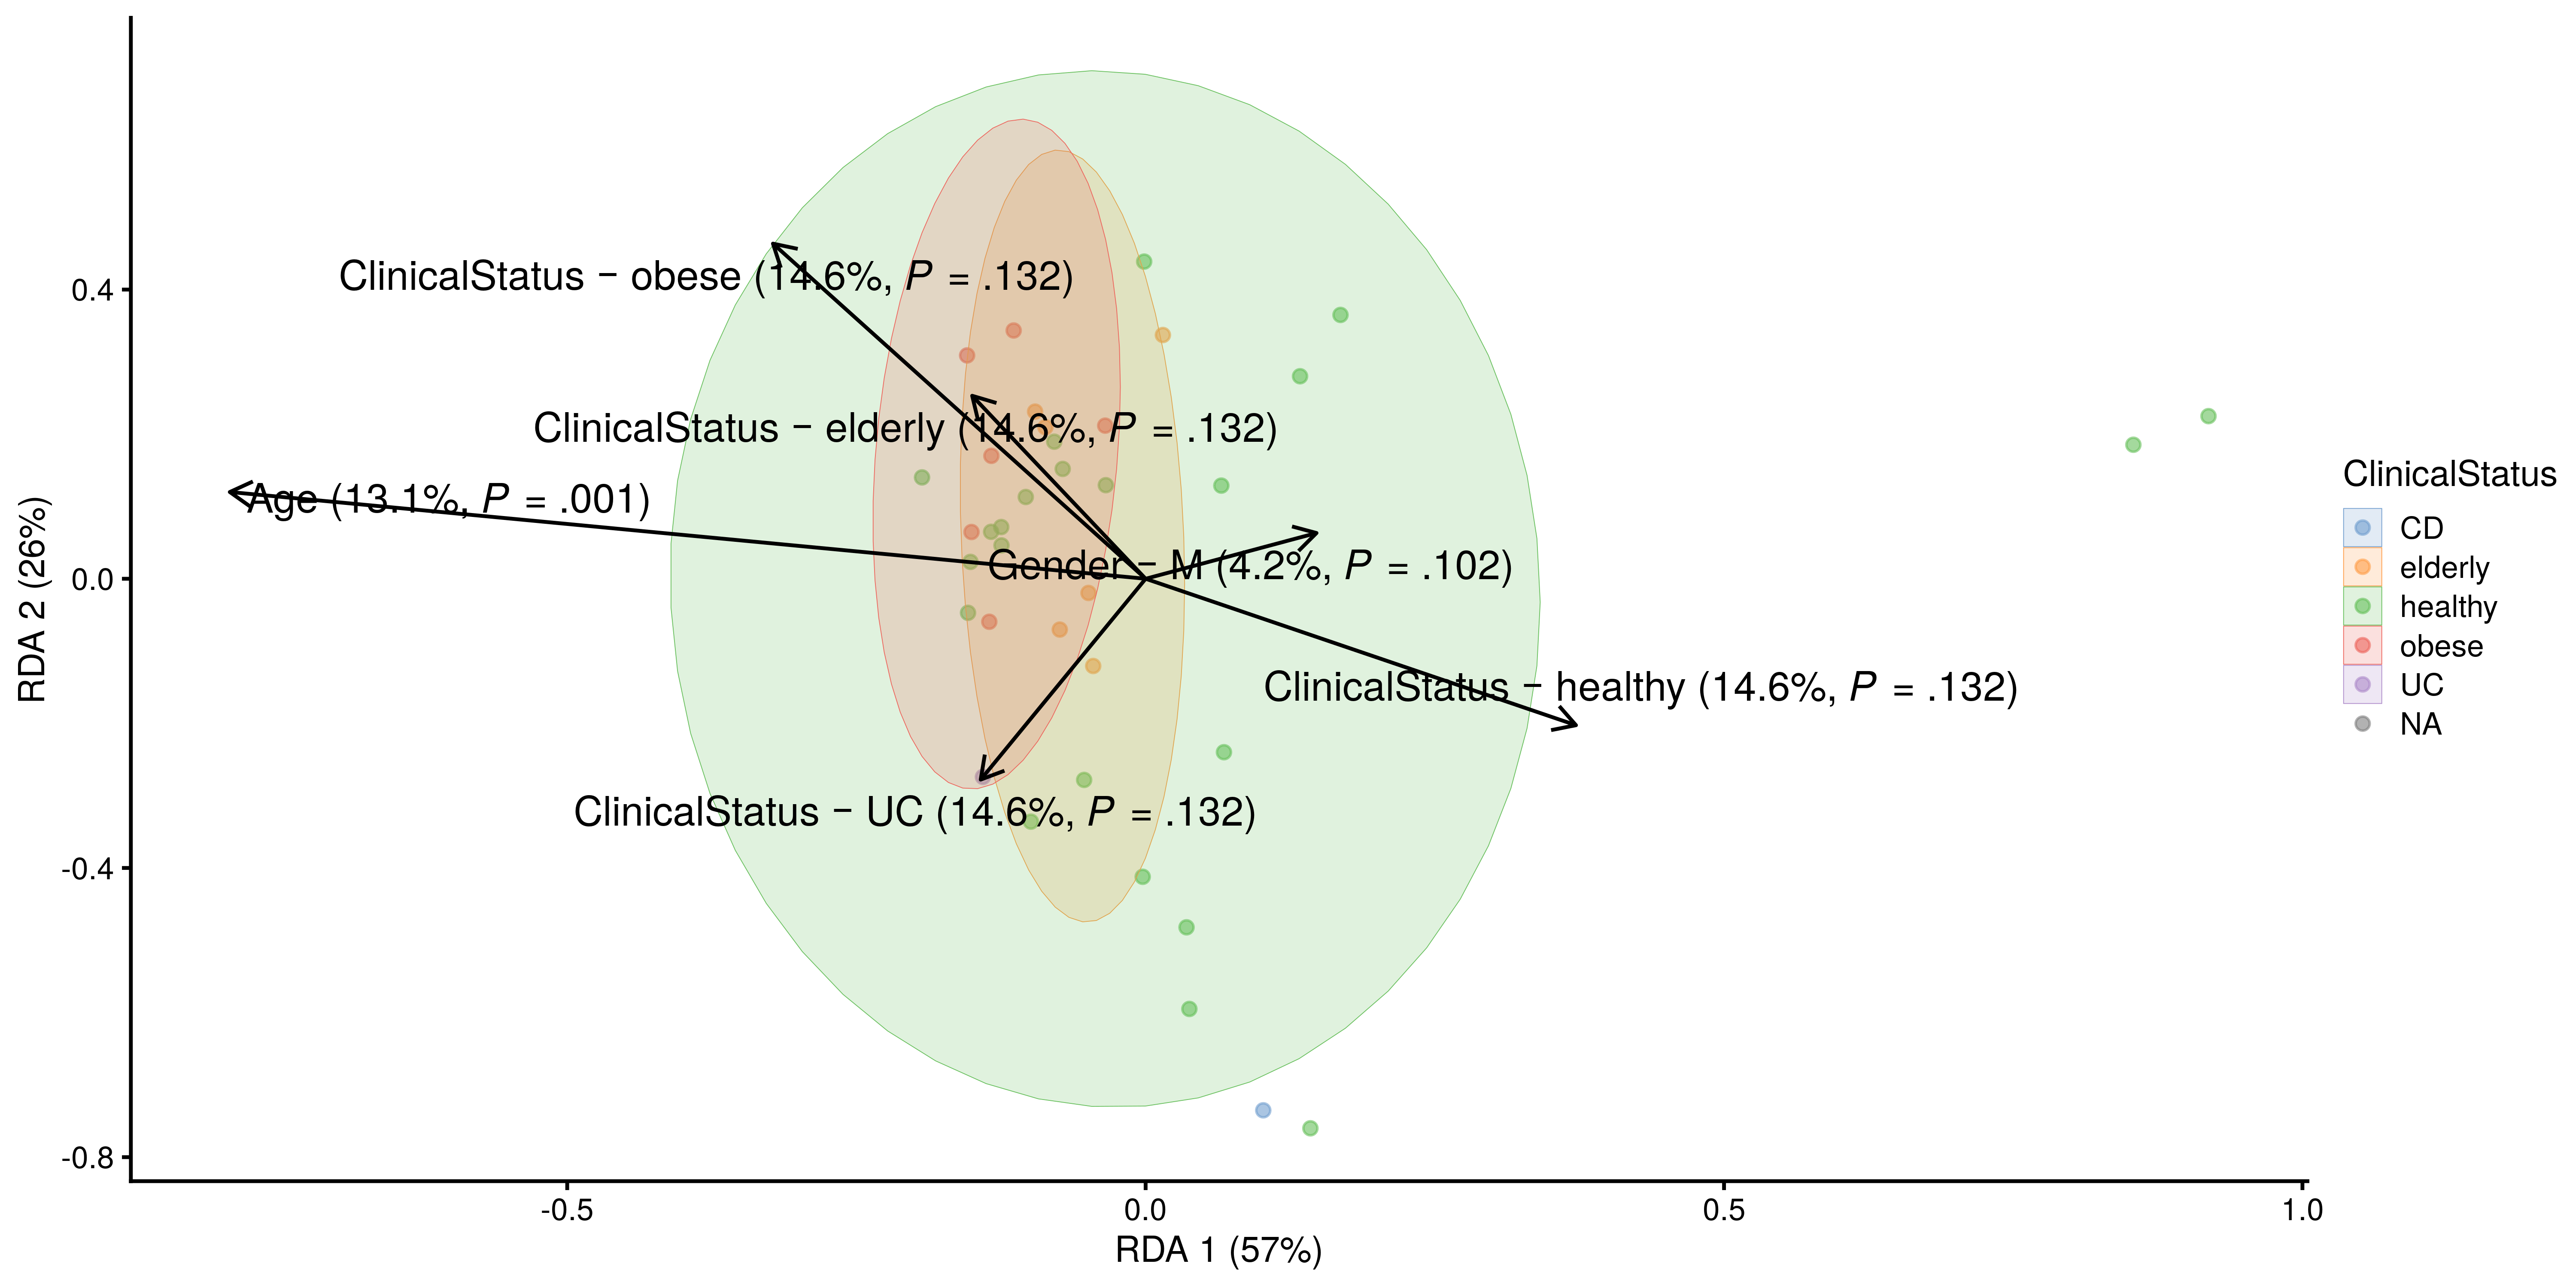 ClinicalStatus − obese (14.6%, P = .132)
ClinicalStatus − elderly (14.6%, P = .132)
Age (13.1%, P = .001)
Gender − M (4.2%, P = .102)
ClinicalStatus − healthy (14.6%, P = .132)
ClinicalStatus − UC (14.6%, P = .132)
0.4
0.0
-0.4
-0.8
RDA 2 (26%)
-0.5
0.0
0.5
1.0
RDA 1 (57%)
ClinicalStatus
CD
elderly
healthy
obese
UC
NA